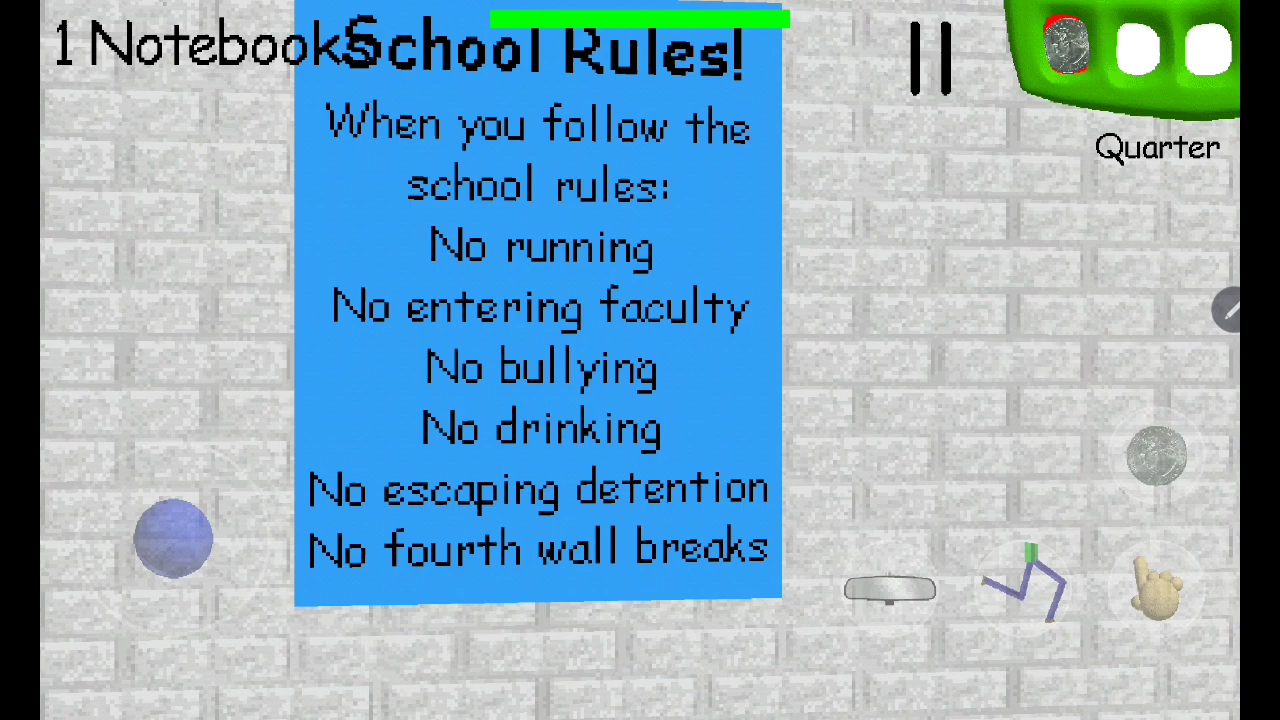 1 Notebooks
School Rules!
When you follow the
school rules:
No running
No entering faculty
No bullying
No drinking
No escaping detention
No fourth wall breaks
Quarter